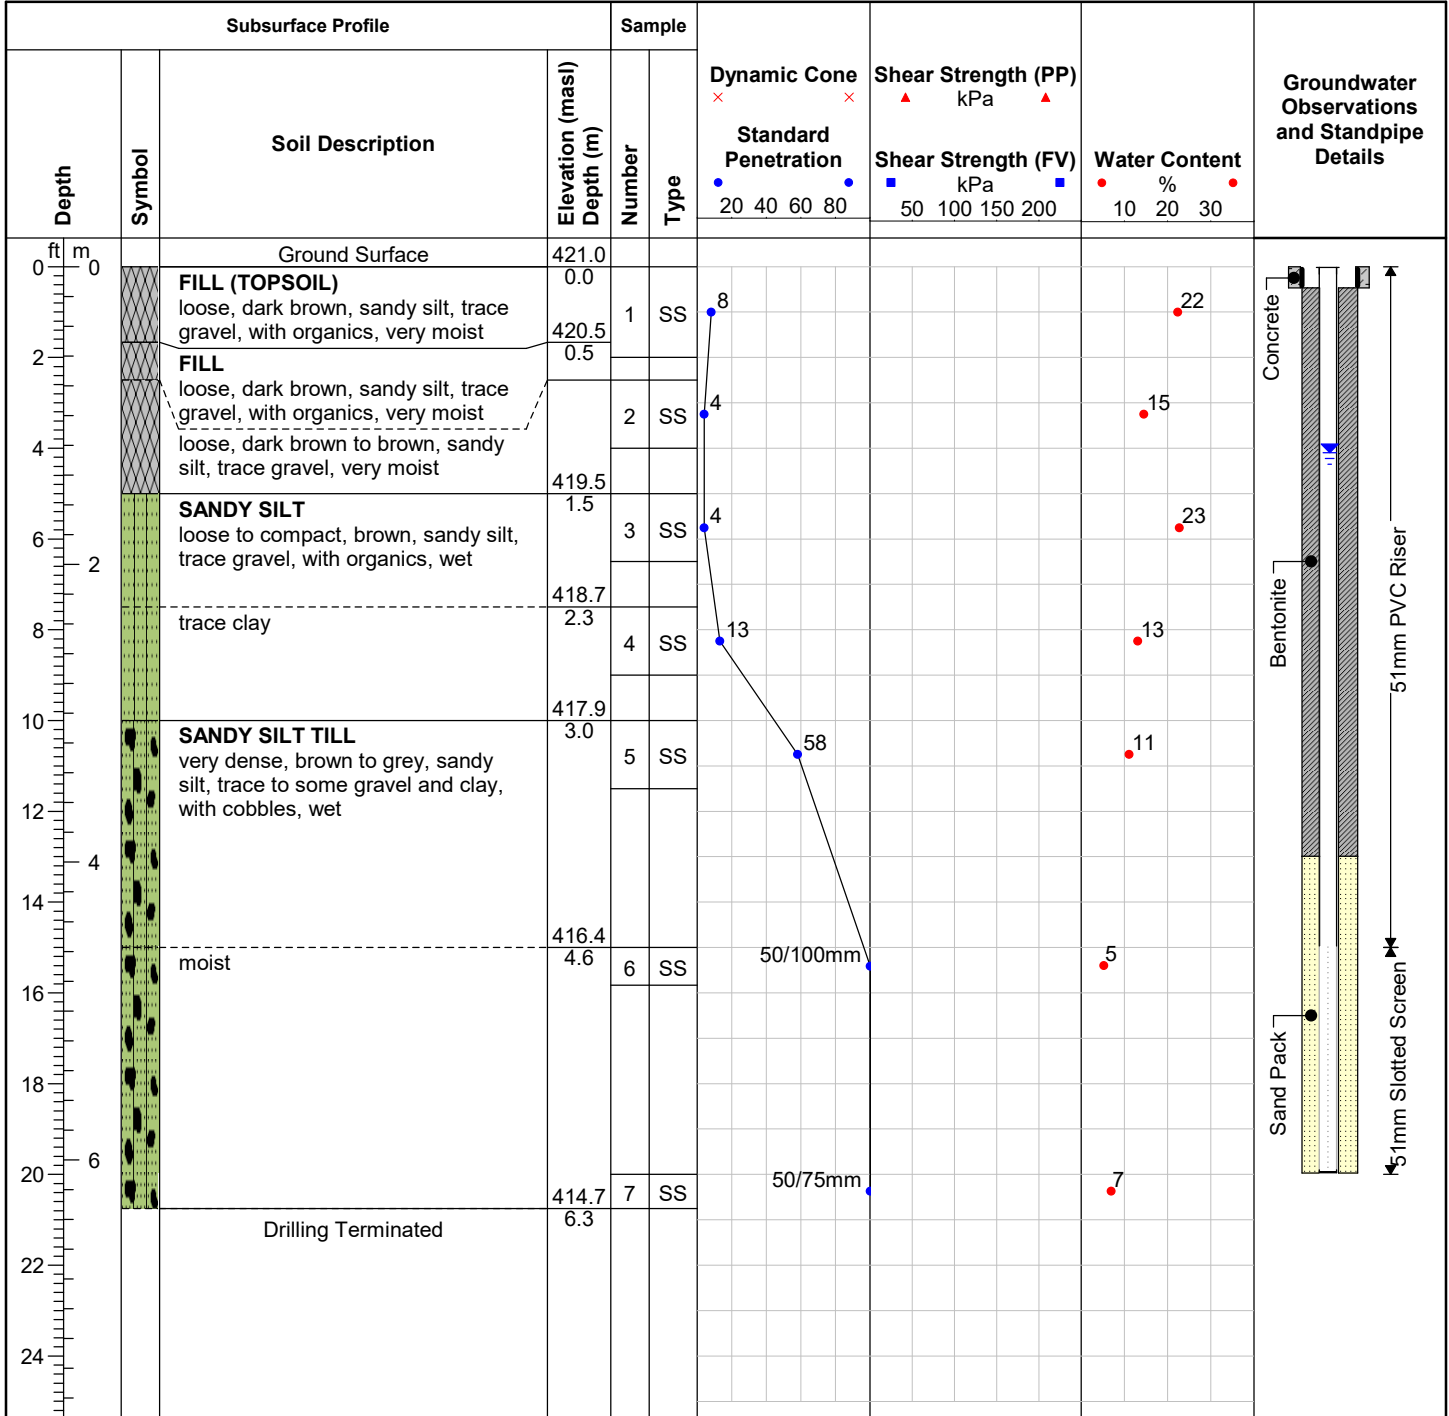 Subsurface Profile
Sample
Depth
Symbol
Soil Description
Elevation (masl)
Depth (m)
Number
Type
Dynamic Cone
Standard
Penetration
20 40 60 80
Shear Strength (PP)
kPa
Shear Strength (FV)
kPa
50 100 150 200
Water Content
%
10 20 30
Groundwater
Observations
and Standpipe
Details
ft m
Ground Surface
421.0
0 0
0.0
FILL (TOPSOIL)
loose, dark brown, sandy silt, trace
gravel, with organics, very moist
420.5
1 SS
8
22
2
0.5
FILL
loose, dark brown, sandy silt, trace
gravel, with organics, very moist
2 SS
4
15
4
loose, dark brown to brown, sandy
silt, trace gravel, very moist
419.5
1.5
SANDY SILT
loose to compact, brown, sandy silt,
trace gravel, with organics, wet
3 SS
4
23
6
2
418.7
2.3
trace clay
8
4 SS
13
13
417.9
10
3.0
SANDY SILT TILL
very dense, brown to grey, sandy
silt, trace to some gravel and clay,
with cobbles, wet
5 SS
58
11
12
4
14
416.4
4.6
moist
6 SS
50/100mm
5
16
18
6
20
414.7
7 SS
50/75mm
7
6.3
Drilling Terminated
22
24
Concrete
Bentonite
51mm PVC Riser
Sand Pack
51mm Slotted Screen